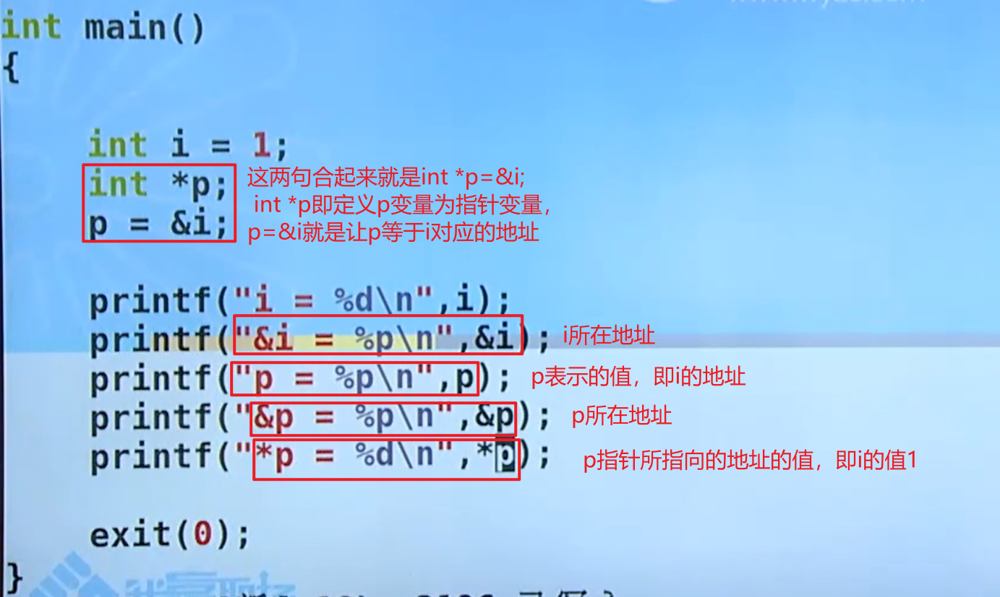 int main()
{
int i = 1;
int *p;
p = &i;
这两句合起来就是int *p=&i;
int *p即定义p变量为指针变量，
p=&i就是让p等于i对应的地址
printf("i = %d\n",i);
printf("&i = %p\n",&i);
i所在地址
printf("p = %p\n",p);
p表示的值，即i的地址
printf("&p = %p\n",&p);
p所在地址
printf("*p = %d\n",*p);
p指针所指向的地址的值，即i的值1
exit(0);
}